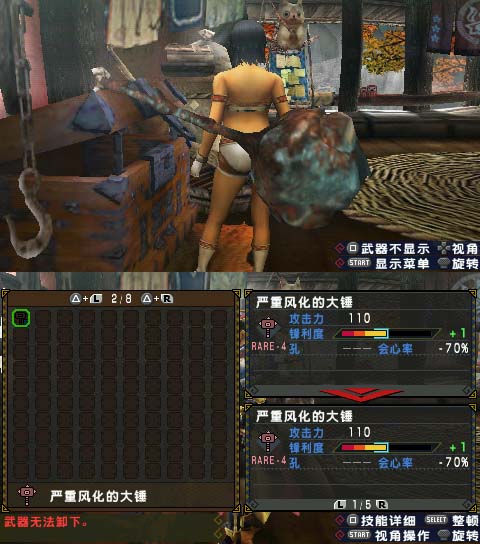 □武器不显示 视角
START 显示菜单 旋转
△+L 2/8 △+R
严重风化的大锤
攻击力 110
锋利度 +1
RARE-4 孔 --- 会心率 -70%
严重风化的大锤
攻击力 110
锋利度 +1
RARE-4 孔 --- 会心率 -70%
严重风化的大锤
L 1/5 R
武器无法卸下。
□技能详细 SELECT 整顿
START 视角操作 旋转